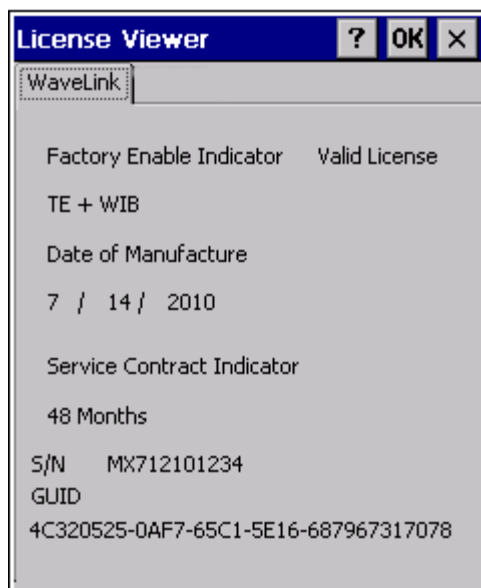 License Viewer ? OK ×
WaveLink
Factory Enable Indicator Valid License
TE + WIB
Date of Manufacture
7 / 14 / 2010
Service Contract Indicator
48 Months
S/N MX712101234
GUID
4C320525-0AF7-65C1-5E16-687967317078